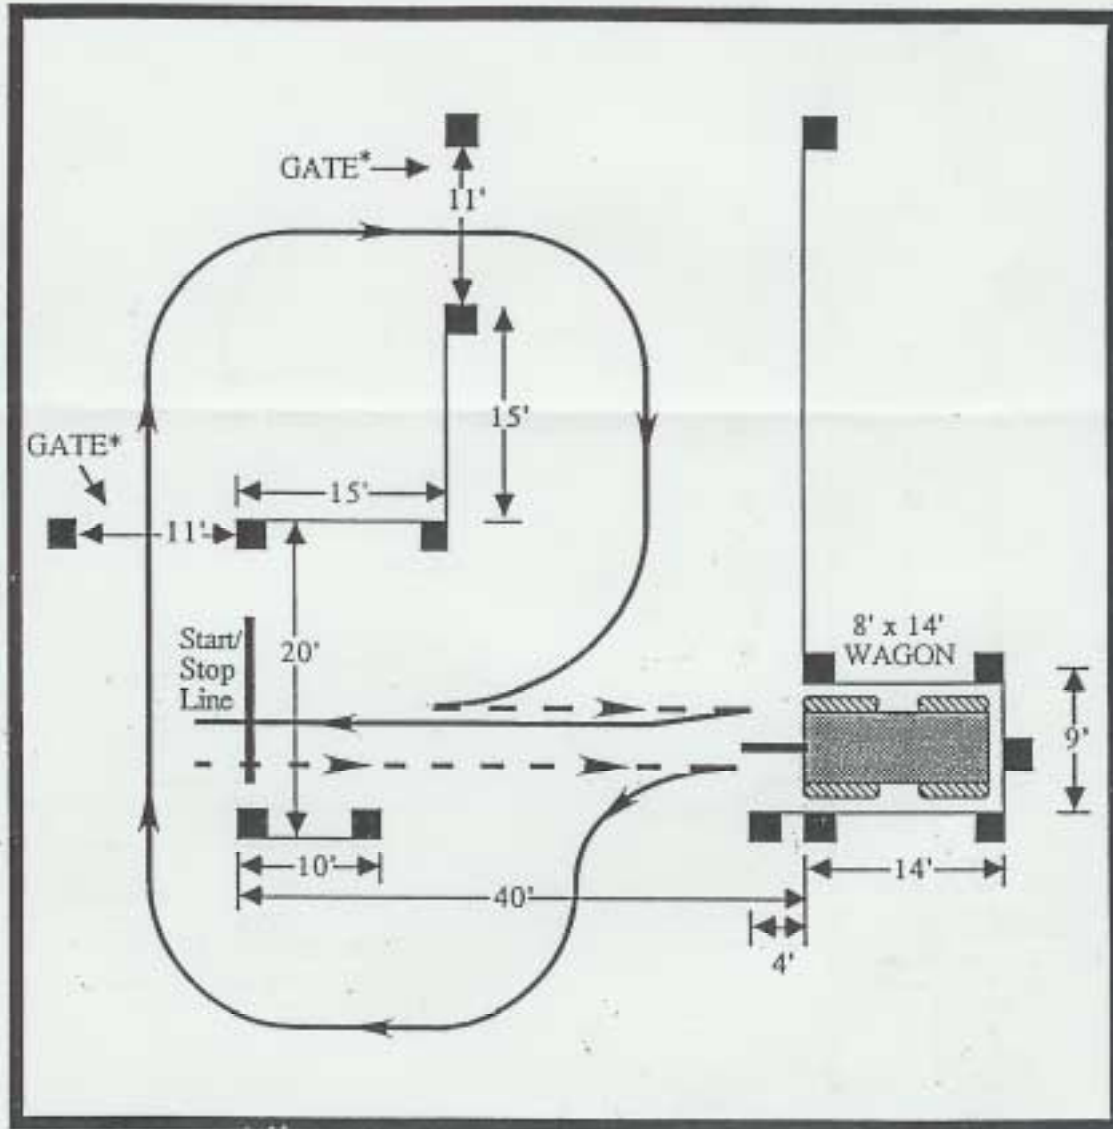 GATE*
11'
15'
GATE*
15'
11'
Start/
Stop
Line
20'
8' x 14'
WAGON
9'
10'
14'
40'
4'